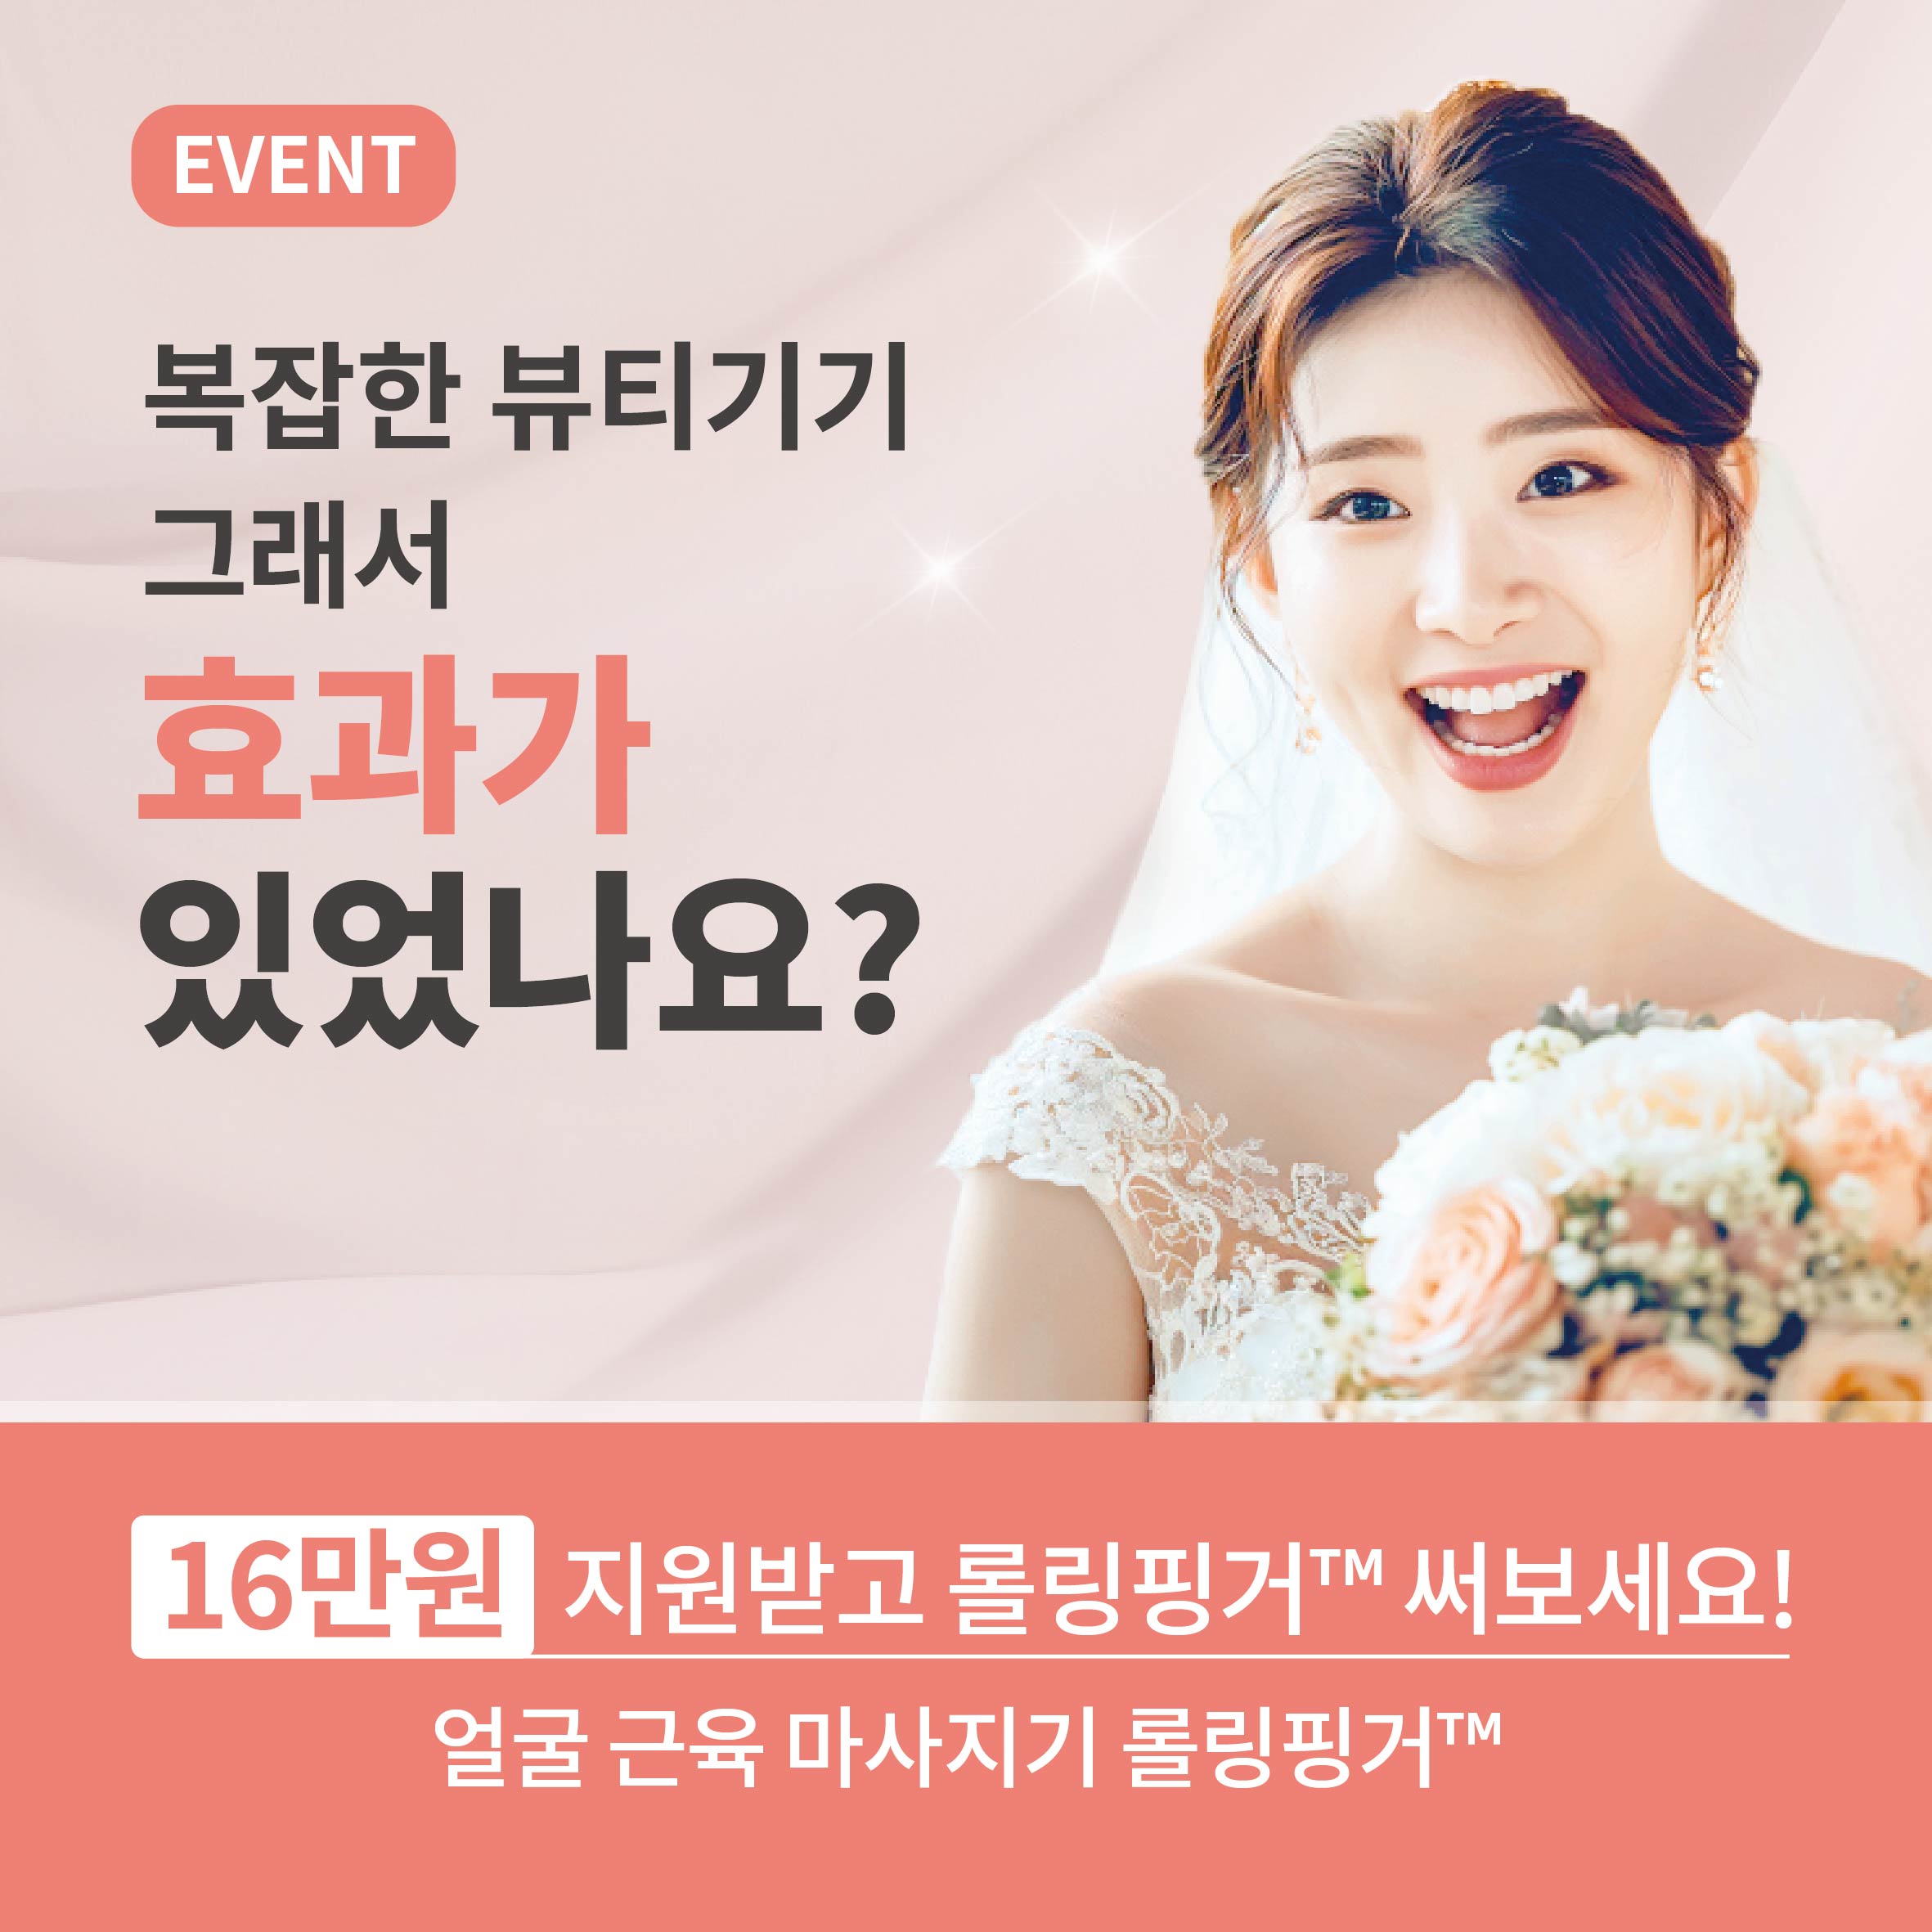 EVENT
복잡한 뷰티기기
그래서
효과가
있었나요?
16만원 지원받고 롤링핑거™ 써보세요!
얼굴 근육 마사지기 롤링핑거™